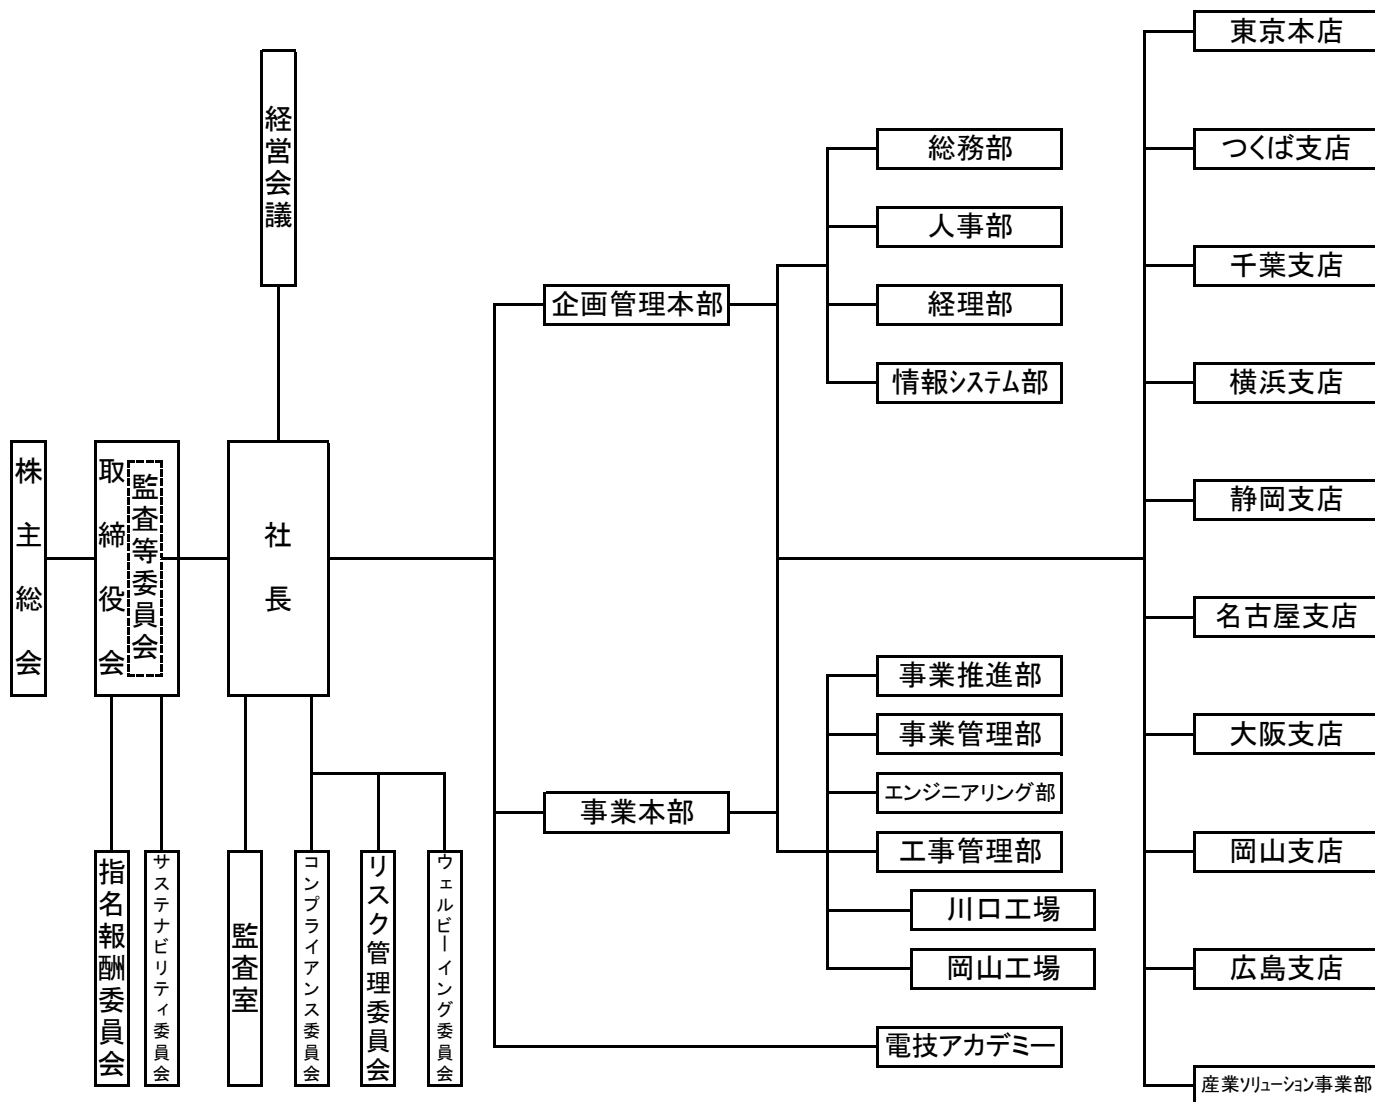 株主総会
取締役会
監査等委員会
指名報酬委員会
サステナビリティ委員会
経営会議
社長
監査室
コンプライアンス委員会
リスク管理委員会
ウェルビーイング委員会
企画管理本部
総務部
人事部
経理部
情報システム部
事業本部
事業推進部
事業管理部
エンジニアリング部
工事管理部
川口工場
岡山工場
電技アカデミー
東京本店
つくば支店
千葉支店
横浜支店
静岡支店
名古屋支店
大阪支店
岡山支店
広島支店
産業ソリューション事業部